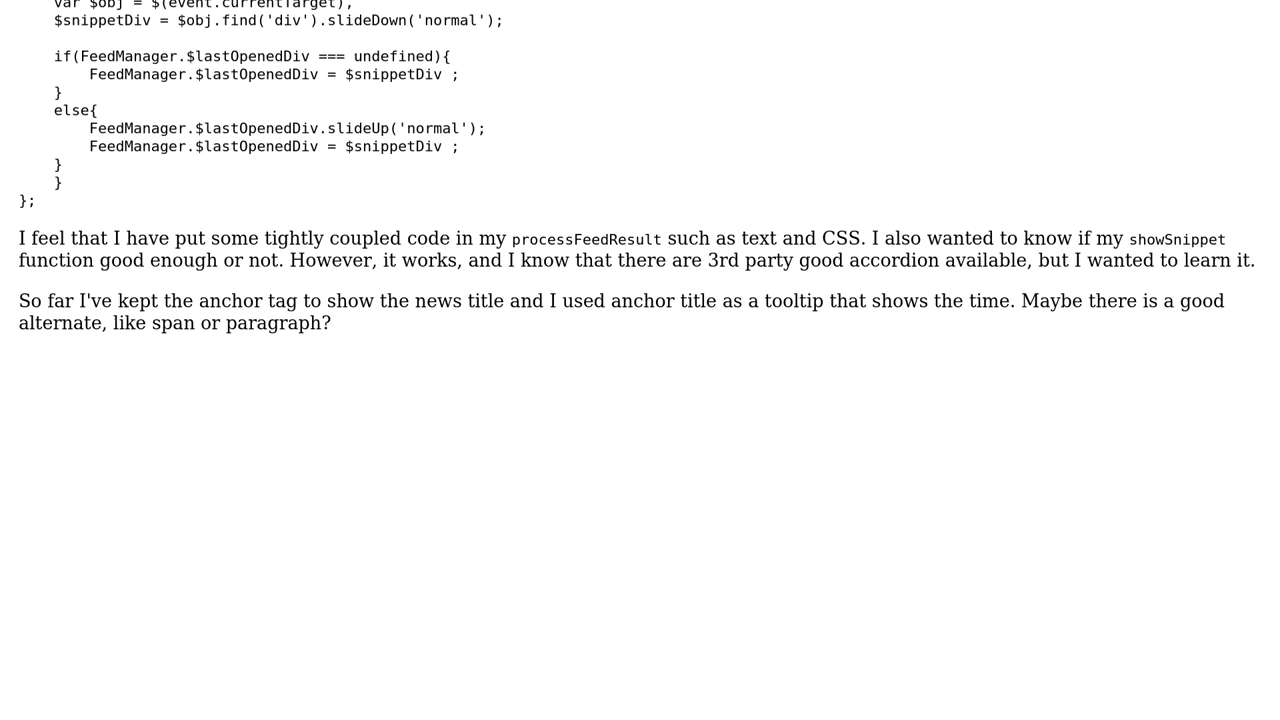 var $obj = $(event.currentTarget),
$snippetDiv = $obj.find('div').slideDown('normal');
if(FeedManager.$lastOpenedDiv === undefined){
FeedManager.$lastOpenedDiv = $snippetDiv ;
}
else{
FeedManager.$lastOpenedDiv.slideUp('normal');
FeedManager.$lastOpenedDiv = $snippetDiv ;
}
}
};
I feel that I have put some tightly coupled code in my processFeedResult such as text and CSS. I also wanted to know if my showSnippet
function good enough or not. However, it works, and I know that there are 3rd party good accordion available, but I wanted to learn it.
So far I've kept the anchor tag to show the news title and I used anchor title as a tooltip that shows the time. Maybe there is a good
alternate, like span or paragraph?